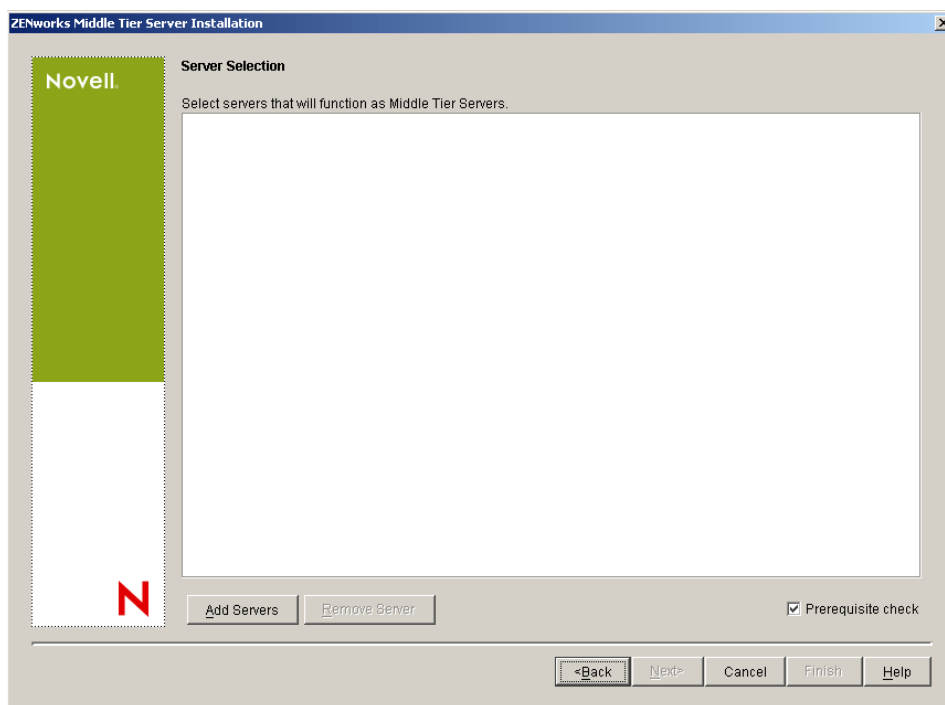 ZENworks Middle Tier Server Installation
Novell.
Server Selection
Select servers that will function as Middle Tier Servers.
N
Add Servers
Remove Server
Prerequisite check
<Back
Next>
Cancel
Finish
Help